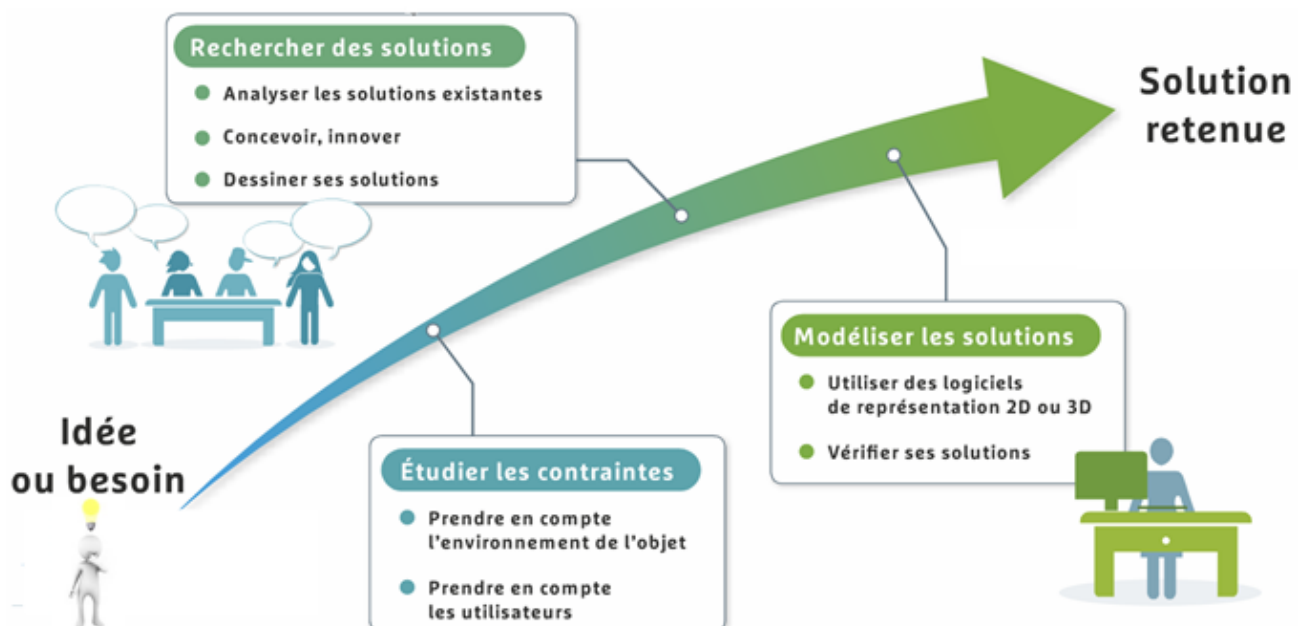 Rechercher des solutions
Analyser les solutions existantes
Concevoir, innover
Dessiner ses solutions
Solution
retenue
Modéliser les solutions
Utiliser des logiciels
de représentation 2D ou 3D
Vérifier ses solutions
Idée
ou besoin
Étudier les contraintes
Prendre en compte
l'environnement de l'objet
Prendre en compte
les utilisateurs